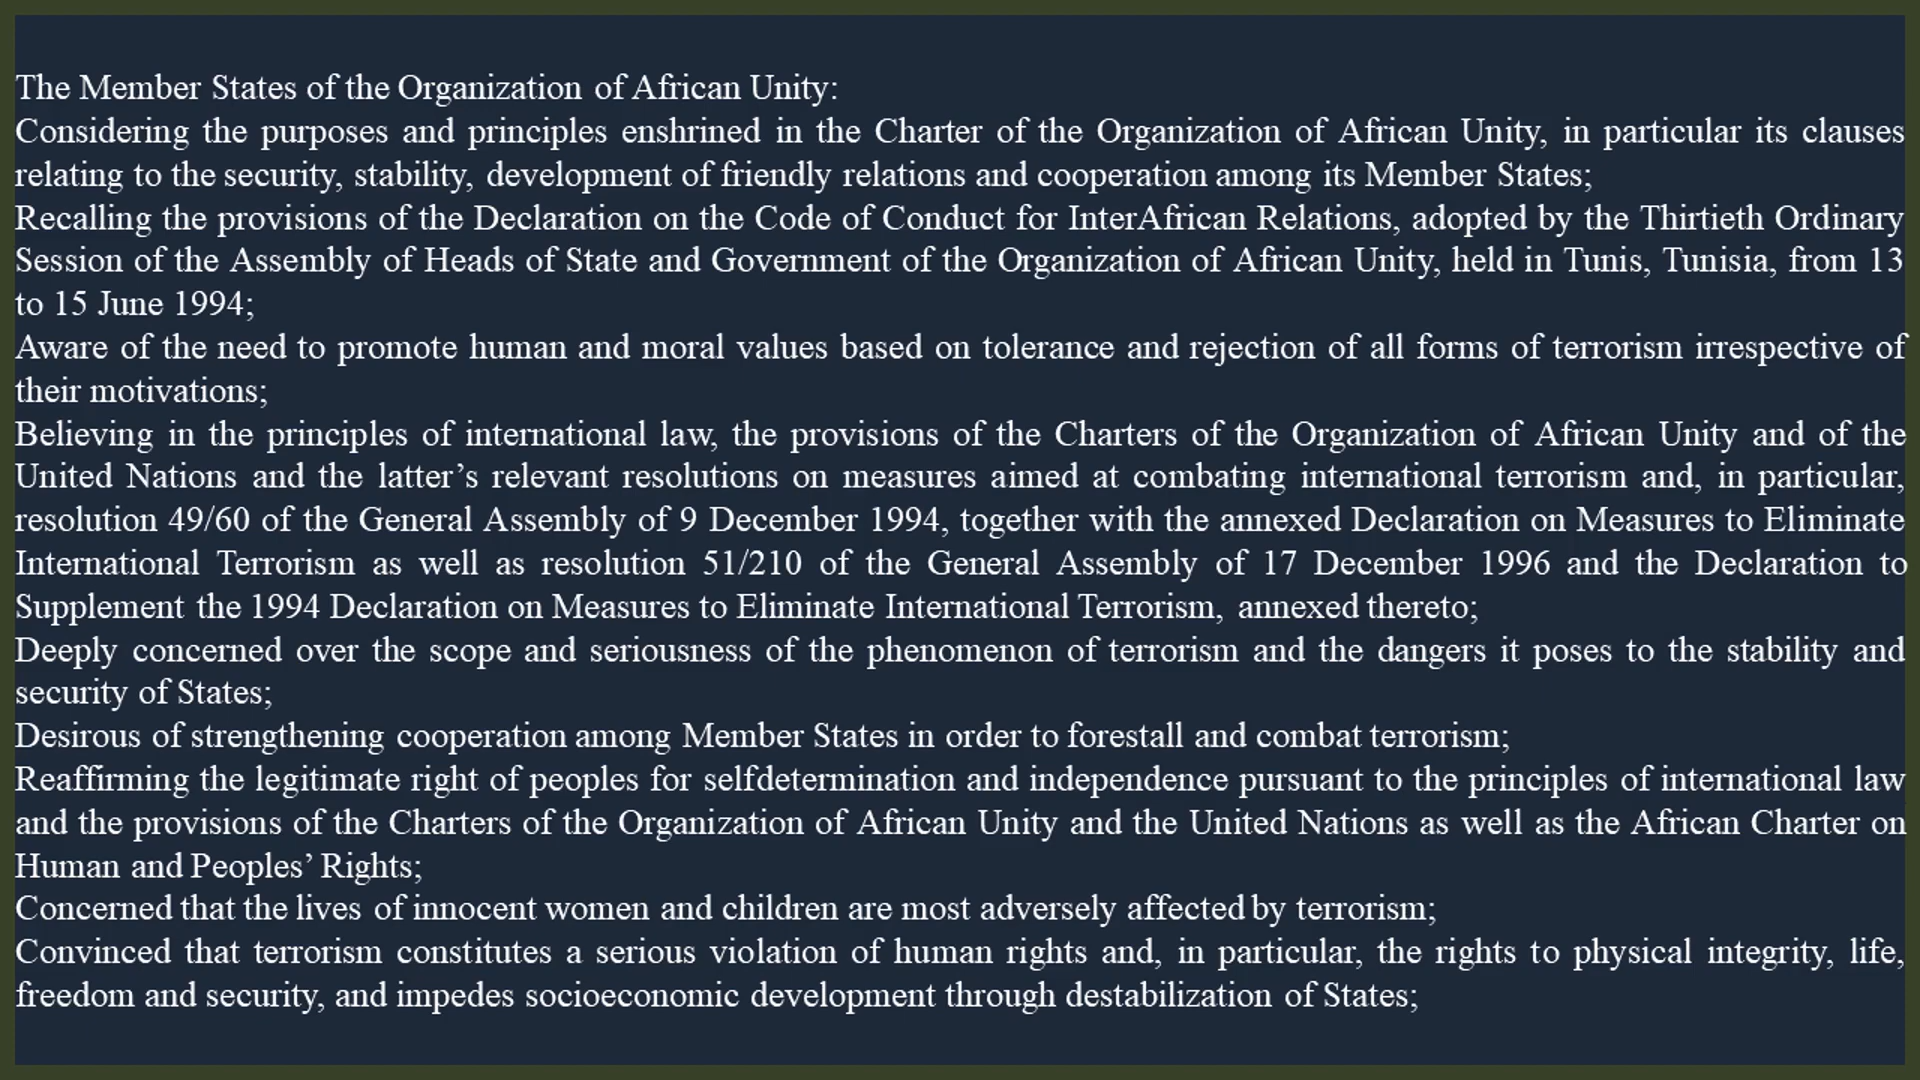 The Member States of the Organization of African Unity:
Considering the purposes and principles enshrined in the Charter of the Organization of African Unity, in particular its clauses
relating to the security, stability, development of friendly relations and cooperation among its Member States;
Recalling the provisions of the Declaration on the Code of Conduct for InterAfrican Relations, adopted by the Thirtieth Ordinary
Session of the Assembly of Heads of State and Government of the Organization of African Unity, held in Tunis, Tunisia, from 13
to 15 June 1994;
Aware of the need to promote human and moral values based on tolerance and rejection of all forms of terrorism irrespective of
their motivations;
Believing in the principles of international law, the provisions of the Charters of the Organization of African Unity and of the
United Nations and the latter’s relevant resolutions on measures aimed at combating international terrorism and, in particular,
resolution 49/60 of the General Assembly of 9 December 1994, together with the annexed Declaration on Measures to Eliminate
International Terrorism as well as resolution 51/210 of the General Assembly of 17 December 1996 and the Declaration to
Supplement the 1994 Declaration on Measures to Eliminate International Terrorism, annexed thereto;
Deeply concerned over the scope and seriousness of the phenomenon of terrorism and the dangers it poses to the stability and
security of States;
Desirous of strengthening cooperation among Member States in order to forestall and combat terrorism;
Reaffirming the legitimate right of peoples for selfdetermination and independence pursuant to the principles of international law
and the provisions of the Charters of the Organization of African Unity and the United Nations as well as the African Charter on
Human and Peoples’ Rights;
Concerned that the lives of innocent women and children are most adversely affected by terrorism;
Convinced that terrorism constitutes a serious violation of human rights and, in particular, the rights to physical integrity, life,
freedom and security, and impedes socioeconomic development through destabilization of States;